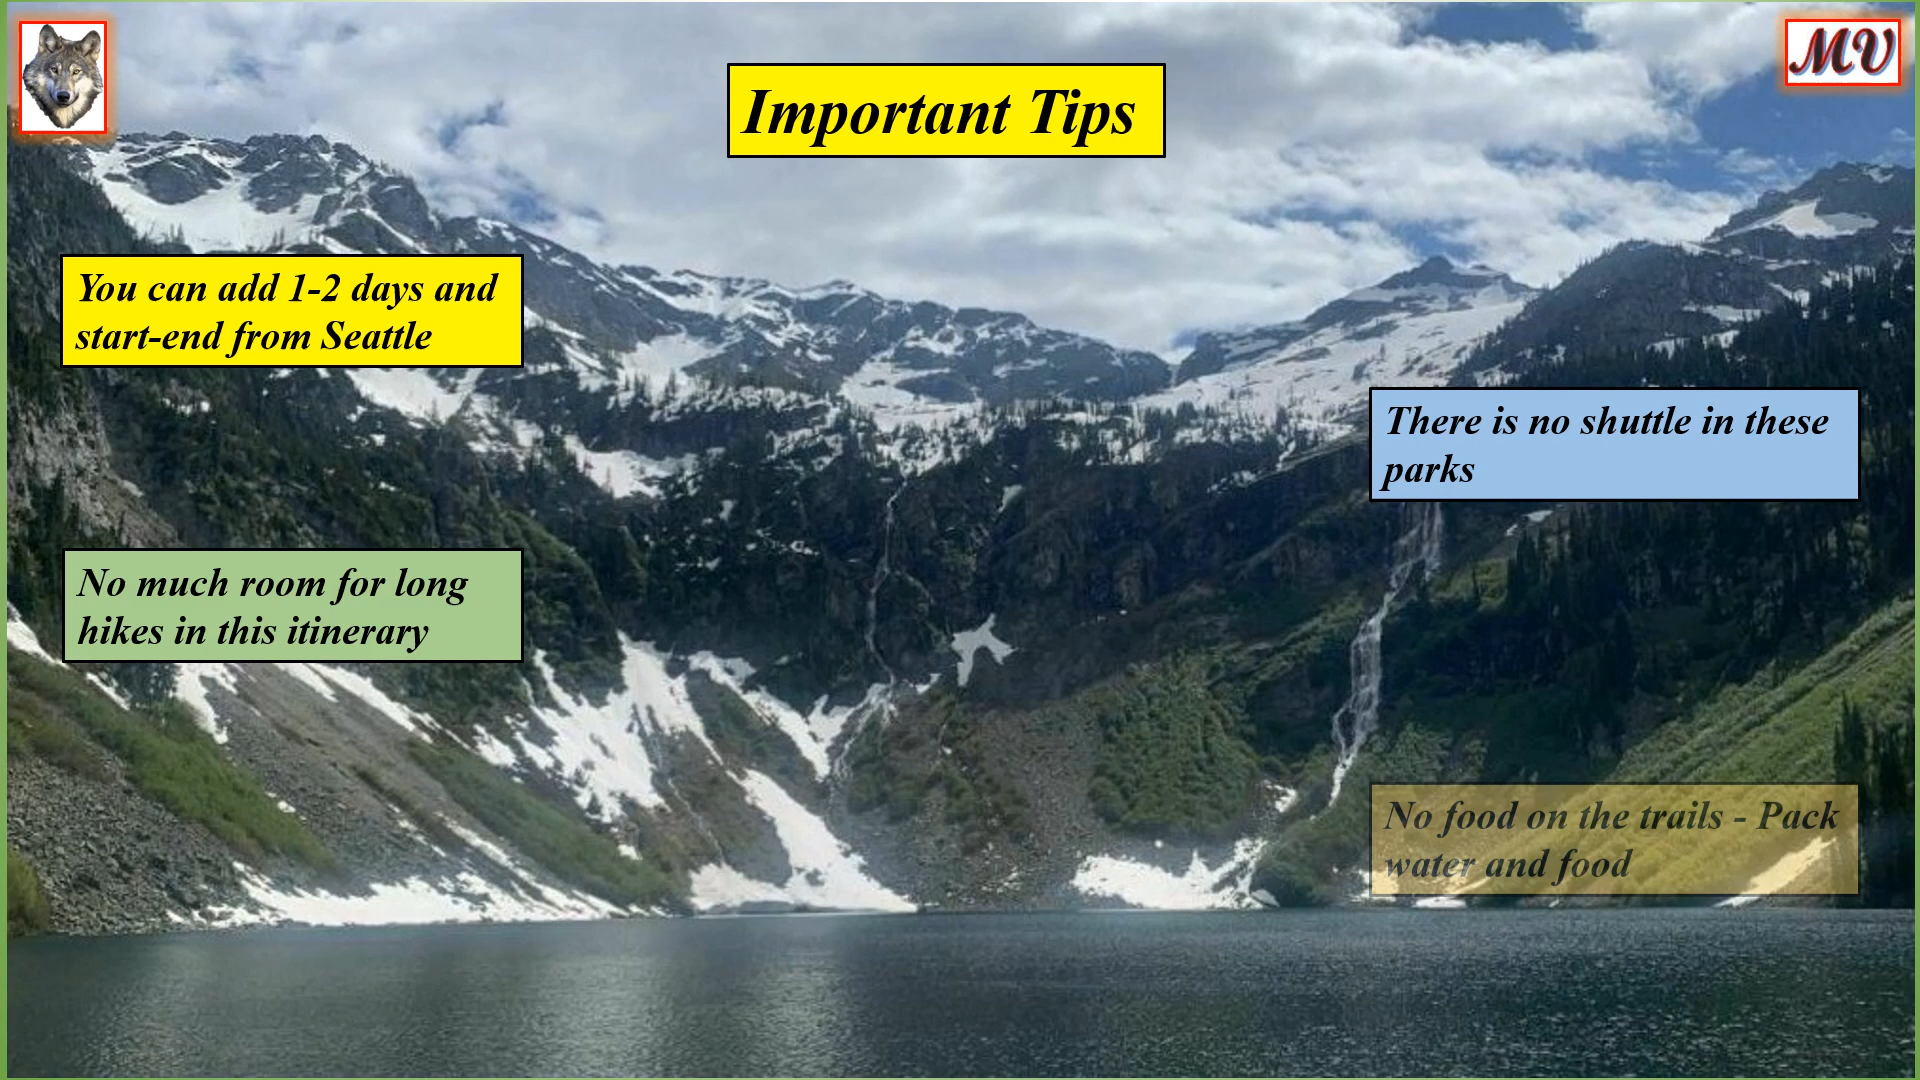 MV
Important Tips
You can add 1-2 days and
start-end from Seattle
There is no shuttle in these
parks
No much room for long
hikes in this itinerary
No food on the trails - Pack
water and food